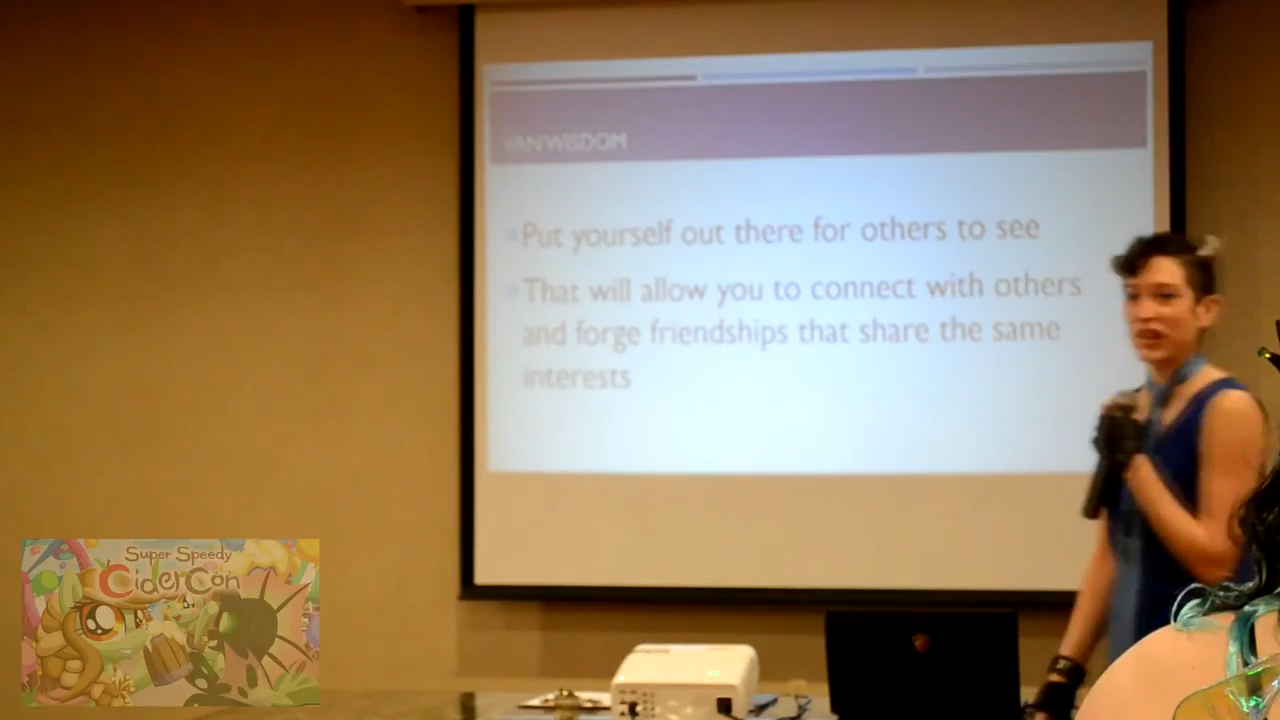 VAN WISDOM
Put yourself out there for others to see
That will allow you to connect with others
and forge friendships that share the same
interests
Super Speedy
CiderCon